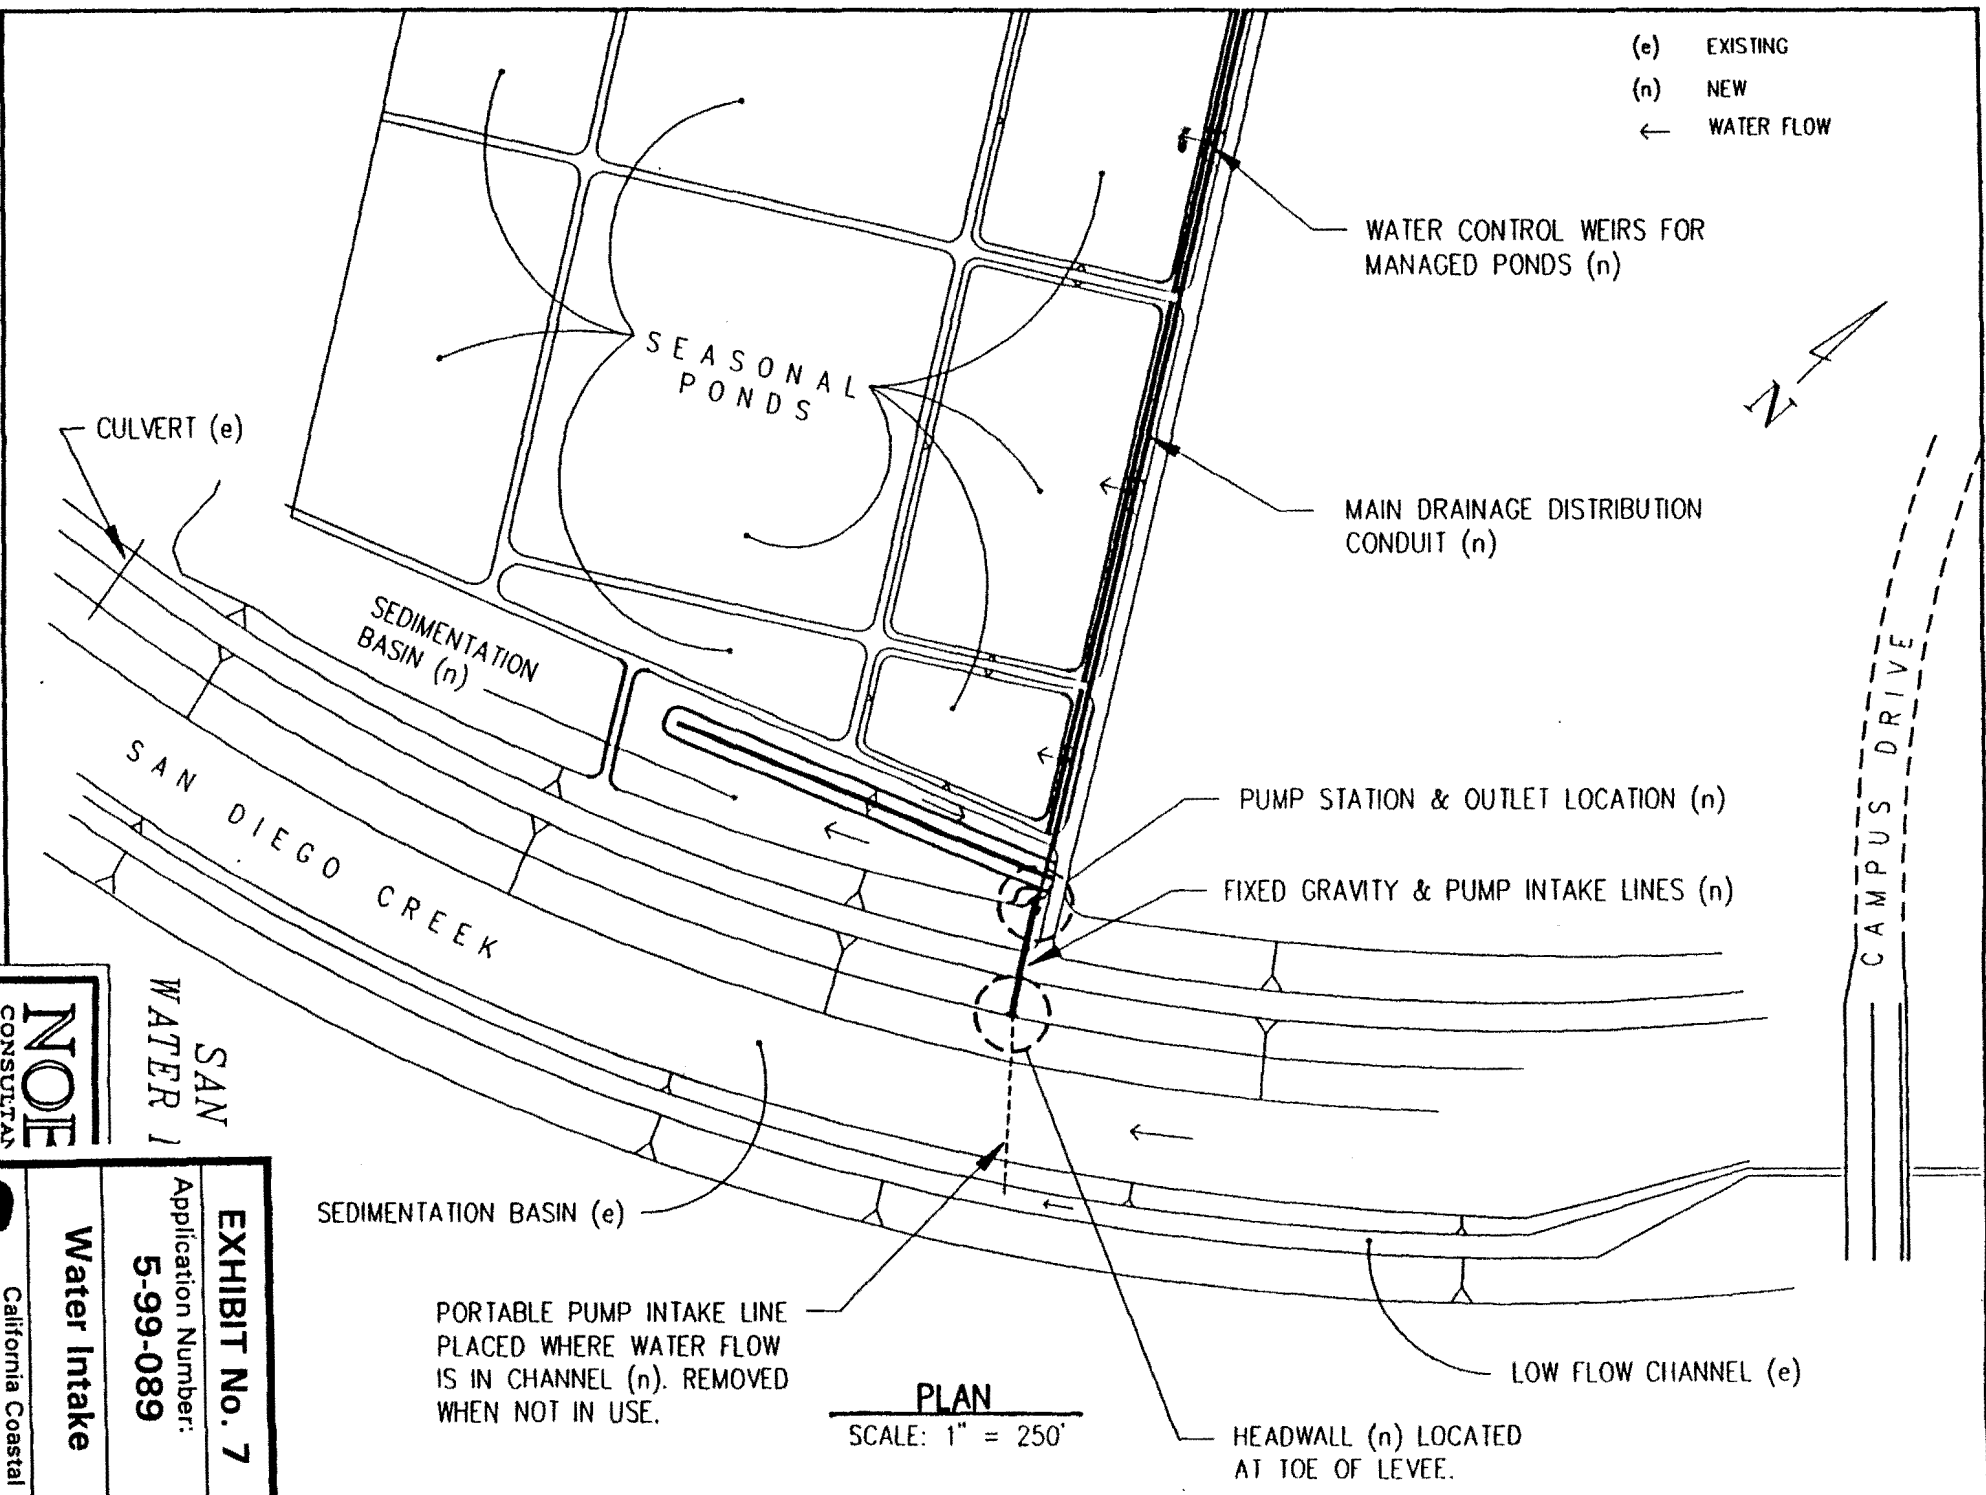 (e) EXISTING
(n) NEW
← WATER FLOW
WATER CONTROL WEIRS FOR
MANAGED PONDS (n)
N
SEASONAL
PONDS
CULVERT (e)
MAIN DRAINAGE DISTRIBUTION
CONDUIT (n)
SEDIMENTATION
BASIN (n)
CAMPUS DRIVE
SAN DIEGO CREEK
PUMP STATION & OUTLET LOCATION (n)
FIXED GRAVITY & PUMP INTAKE LINES (n)
SEDIMENTATION BASIN (e)
PORTABLE PUMP INTAKE LINE
PLACED WHERE WATER FLOW
IS IN CHANNEL (n). REMOVED
WHEN NOT IN USE.
LOW FLOW CHANNEL (e)
HEADWALL (n) LOCATED
AT TOE OF LEVEE.
PLAN
SCALE: 1" = 250'
SAN
WATER
NOE
EXHIBIT No. 7
Application Number:
5-99-089
Water Intake
California Coastal